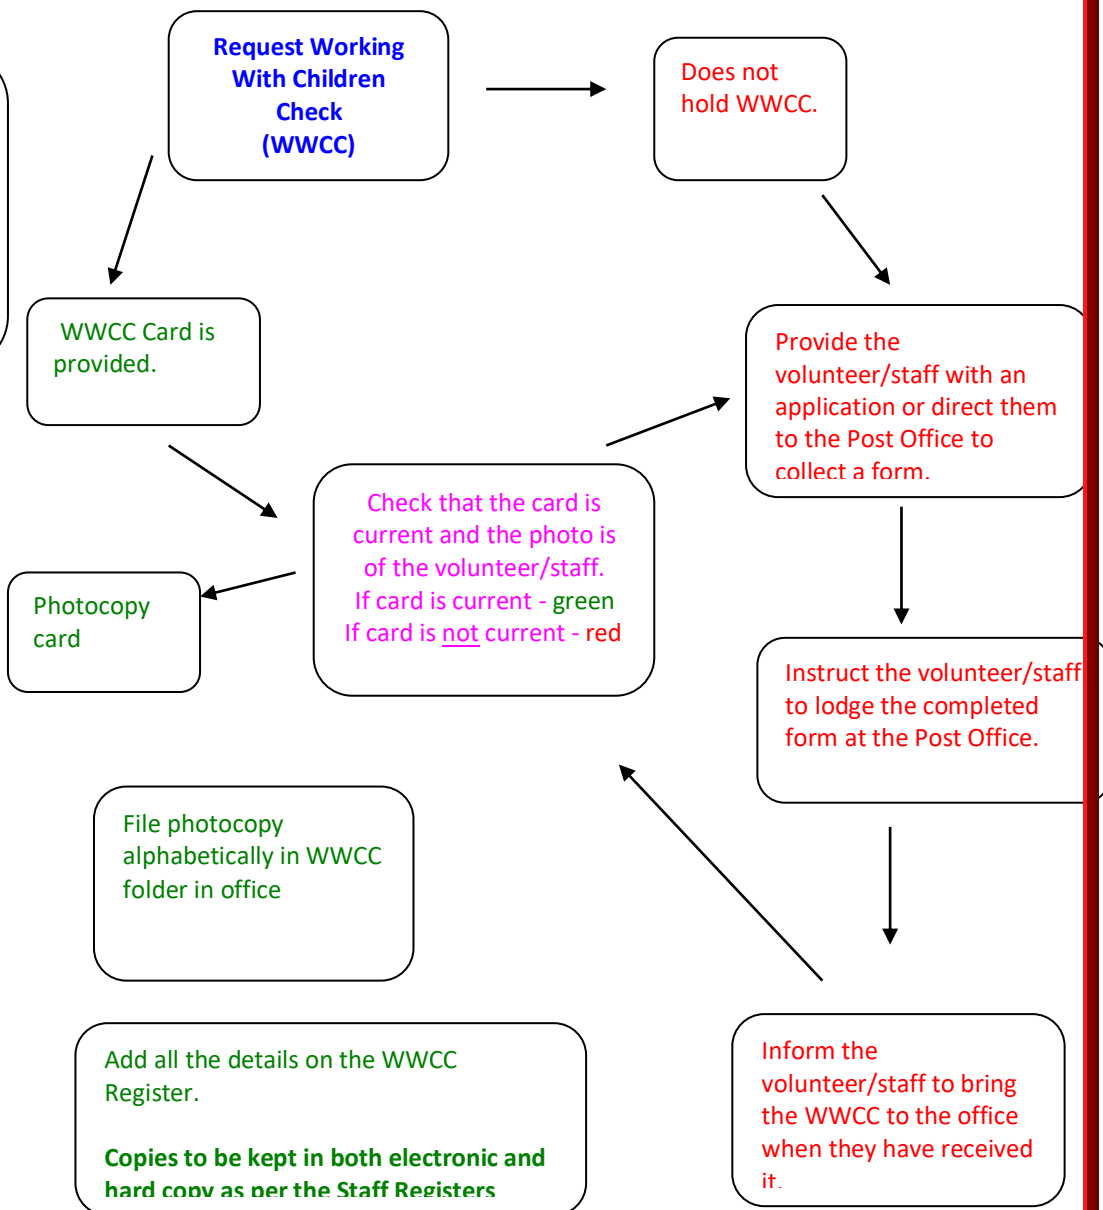 Request Working
With Children
Check
(WWCC)
Does not
hold WWCC.
WWCC Card is
provided.
Provide the
volunteer/staff with an
application or direct them
to the Post Office to
collect a form.
Check that the card is
current and the photo is
of the volunteer/staff.
If card is current - green
If card is not current - red
Photocopy
card
Instruct the volunteer/staff
to lodge the completed
form at the Post Office.
File photocopy
alphabetically in WWCC
folder in office
Add all the details on the WWCC
Register.
Copies to be kept in both electronic and
hard copy as per the Staff Registers
Inform the
volunteer/staff to bring
the WWCC to the office
when they have received
it.